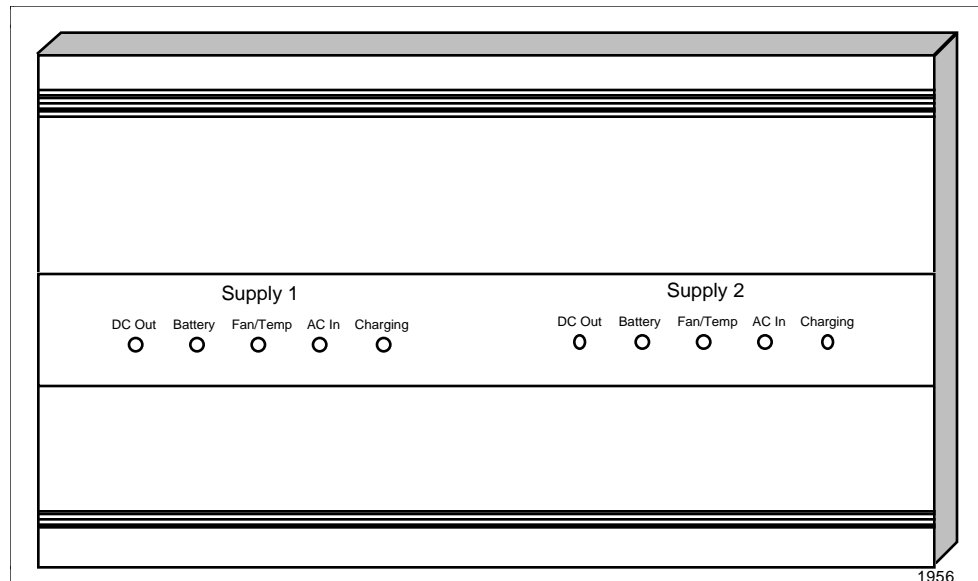 Supply 1
DC Out Battery Fan/Temp AC In Charging
Supply 2
DC Out Battery Fan/Temp AC In Charging
1956